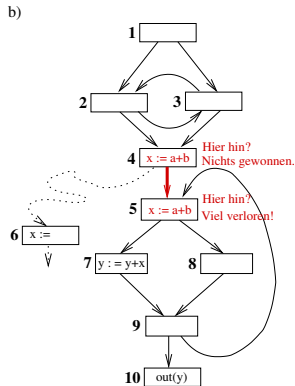 b)
1
2
3
4 x := a+b Hier hin?
Nichts gewonnen.
5 x := a+b Hier hin?
Viel verloren!
6 x :=
7 y : = y+x
8
9
10 out(y)